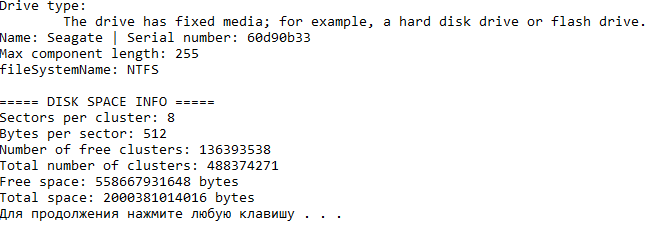 Drive type:
The drive has fixed media; for example, a hard disk drive or flash drive.
Name: Seagate | Serial number: 60d90b33
Max component length: 255
fileSystemName: NTFS
===== DISK SPACE INFO =====
Sectors per cluster: 8
Bytes per sector: 512
Number of free clusters: 136393538
Total number of clusters: 488374271
Free space: 558667931648 bytes
Total space: 2000381014016 bytes
Для продолжения нажмите любую клавишу . . .